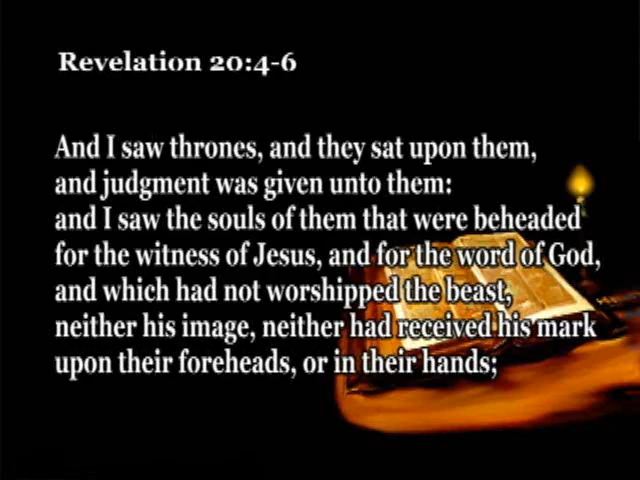 Revelation 20:4-6
And I saw thrones, and they sat upon them,
and judgment was given unto them:
and I saw the souls of them that were beheaded
for the witness of Jesus, and for the word of God,
and which had not worshipped the beast,
neither his image, neither had received his mark
upon their foreheads, or in their hands;